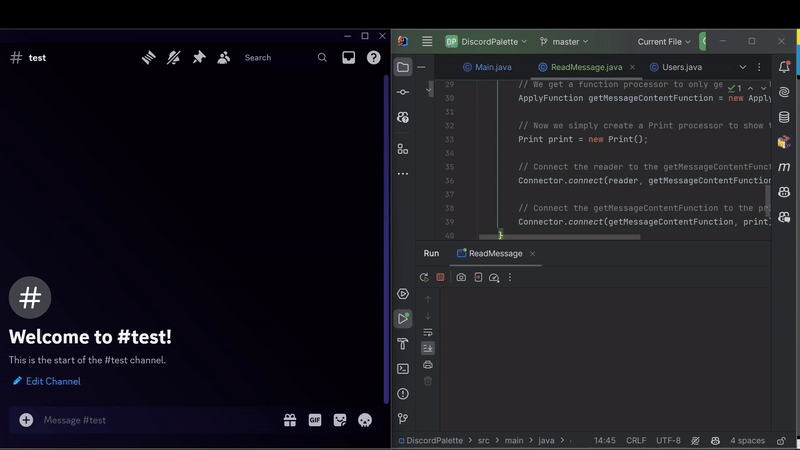 test
Search
Welcome to #test!
This is the start of the #test channel.
Edit Channel
Message #test
GIF
DP DiscordPalette
master
Current File
Main.java
ReadMessage.java
Users.java
29 // We get a function processor to only ge
1
30 ApplyFunction getMessageContentFunction = new Appl
31
32 // Now we simply create a Print processor to show
33 Print print = new Print();
34
35 // Connect the reader to the getMessageContentFunct
36 Connector.connect(reader, getMessageContentFunction
37
38 // Connect the getMessageContentFunction to the pri
39 Connector.connect(getMessageContentFunction, print)
40 }
Run
ReadMessage
DiscordPalette > src > main > java >
14:45 CRLF UTF-8 4 spaces